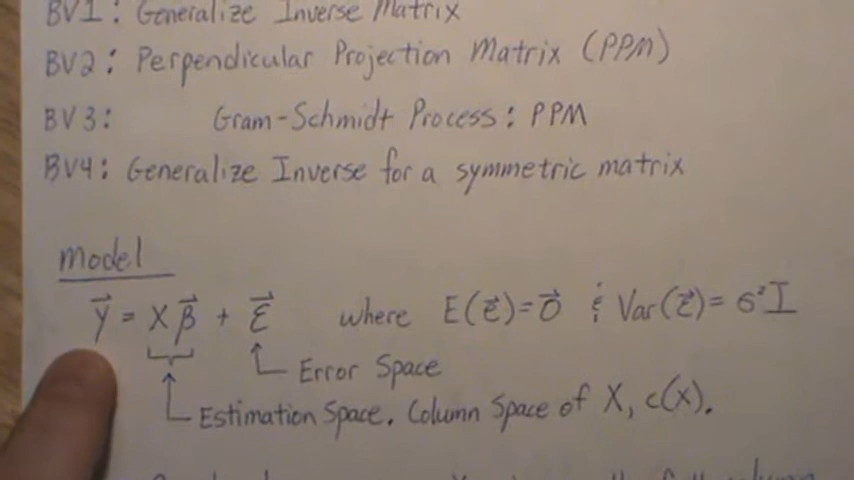 BV1: Generalize Inverse Matrix
BV2: Perpendicular Projection Matrix (PPM)
BV3: Gram-Schmidt Process: PPM
BV4: Generalize Inverse for a symmetric matrix
Model
Y⃗ = Xβ⃗ + ε⃗ where E(ε⃗)=0⃗ & Var(ε⃗)= σ²I
Error Space
Estimation Space. Column Space of X, c(X).